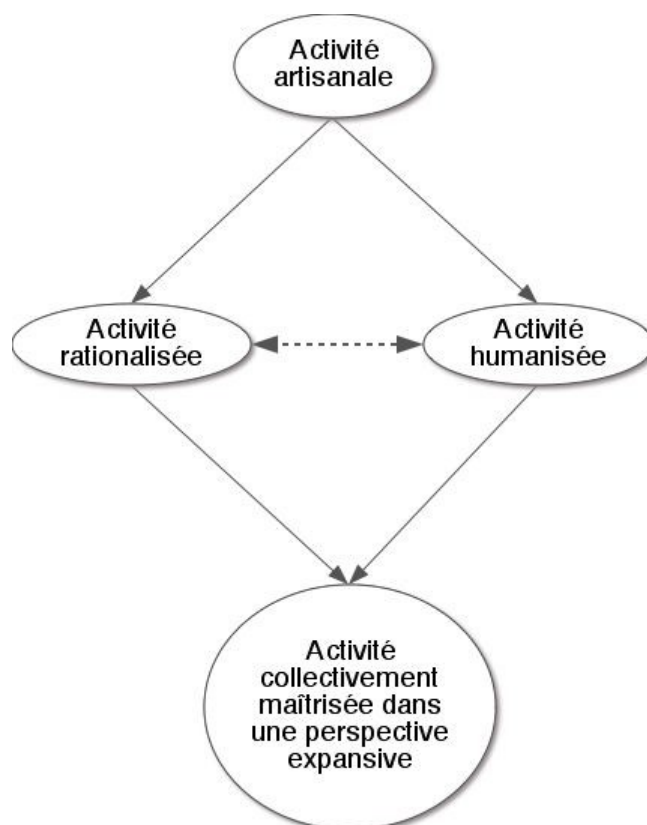 Activité
artisanale
Activité
rationalisée
Activité
humanisée
Activité
collectivement
maîtrisée dans
une perspective
expansive